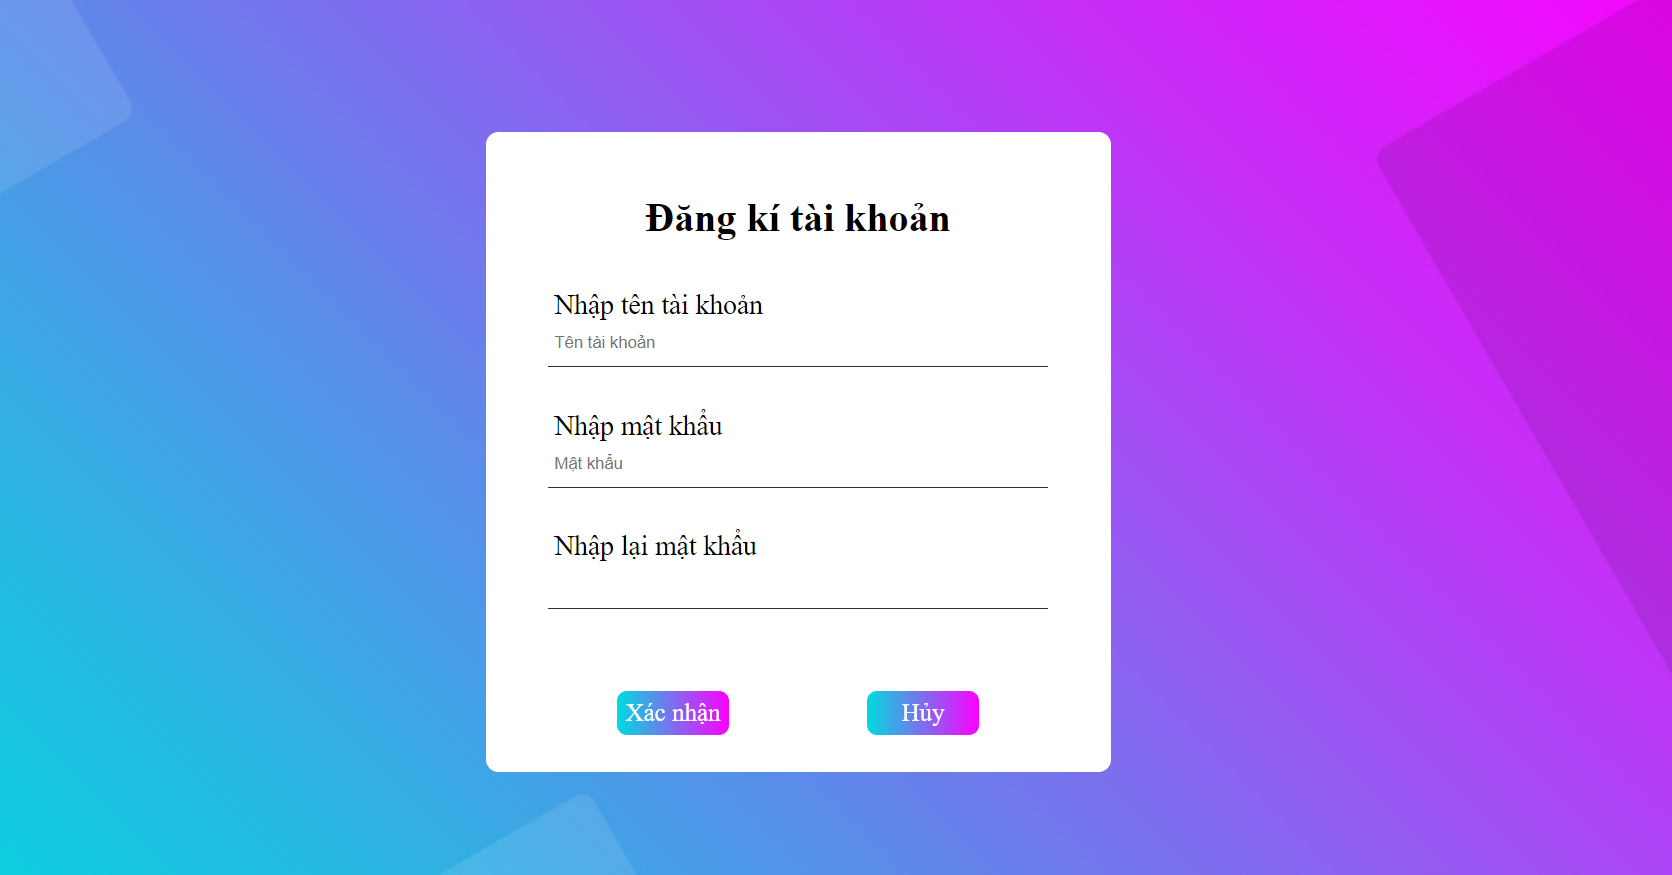 Đăng kí tài khoản
Nhập tên tài khoản
Tên tài khoản
Nhập mật khẩu
Mật khẩu
Nhập lại mật khẩu
Xác nhận
Hủy